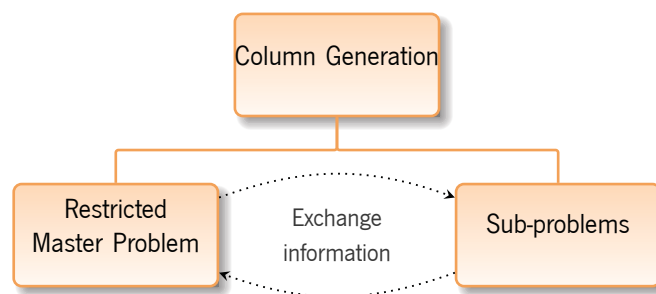 Column Generation
Restricted
Master Problem
Exchange
information
Sub-problems